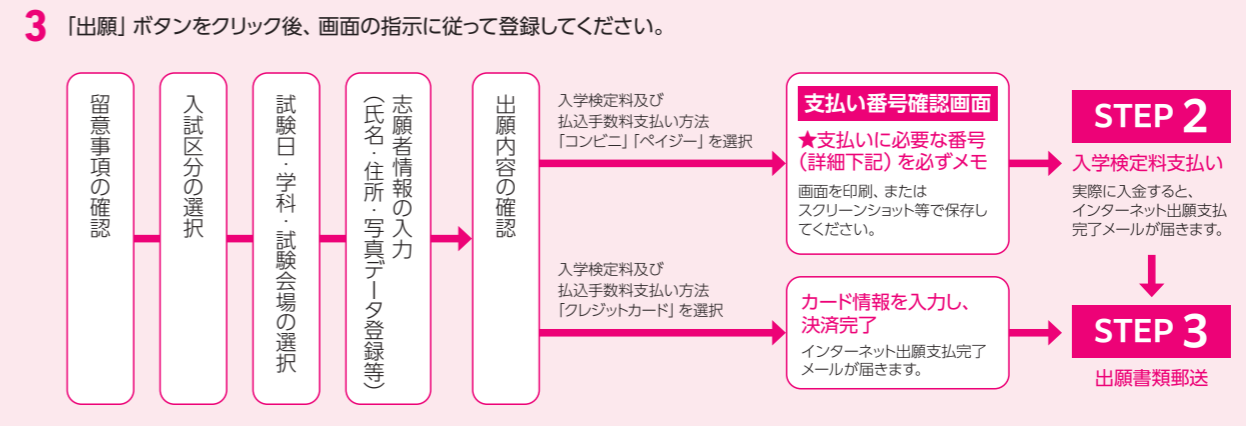 3 「出願」ボタンをクリック後、画面の指示に従って登録してください。
留意事項の確認
入試区分の選択
試験日・学科・試験会場の選択
志願者情報の入力
（氏名・住所・写真データ登録等）
出願内容の確認
入学検定料及び
払込手数料支払い方法
「コンビニ」「ペイジー」を選択
支払い番号確認画面
★支払いに必要な番号
（詳細下記）を必ずメモ
画面を印刷、または
スクリーンショット等で保存し
てください。
STEP 2
入学検定料支払い
実際に入金すると、
インターネット出願支払
完了メールが届きます。
入学検定料及び
払込手数料支払い方法
「クレジットカード」を選択
カード情報を入力し、
決済完了
インターネット出願支払完了
メールが届きます。
STEP 3
出願書類郵送